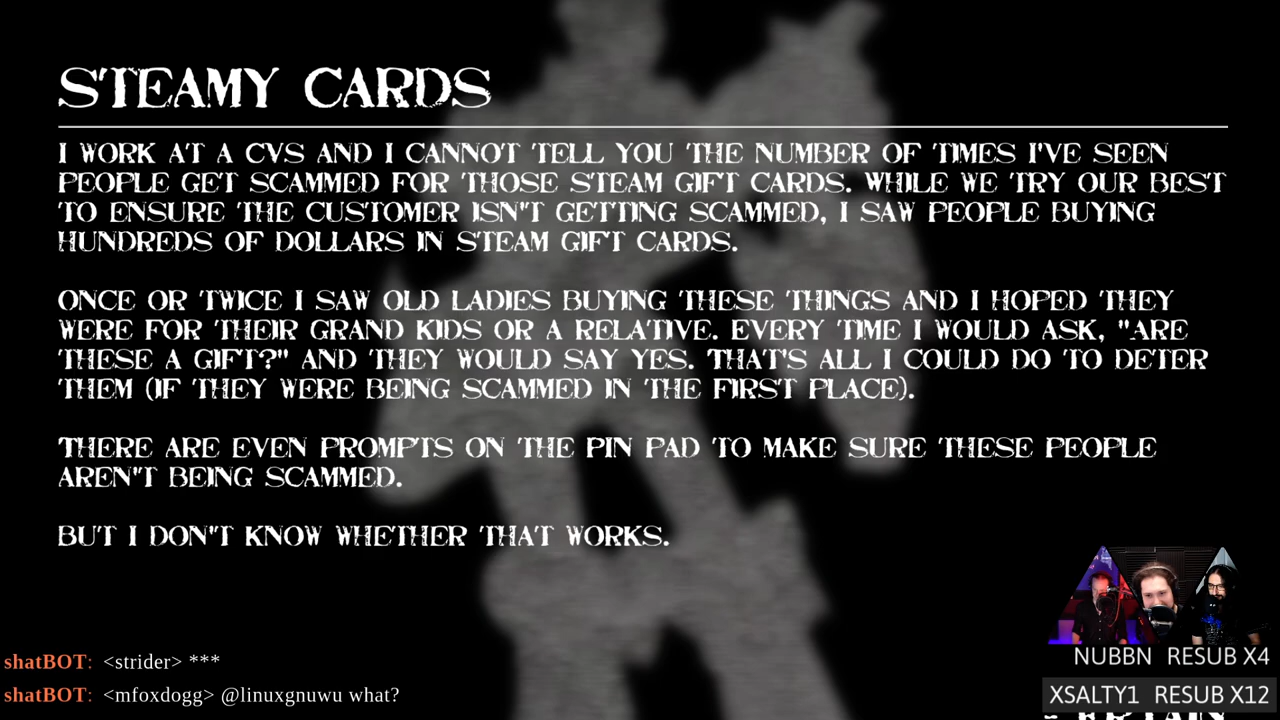 STEAMY CARDS
I WORK AT A CVS AND I CANNOT TELL YOU THE NUMBER OF TIMES I'VE SEEN
PEOPLE GET SCAMMED FOR THOSE STEAM GIFT CARDS. WHILE WE TRY OUR BEST
TO ENSURE THE CUSTOMER ISN'T GETTING SCAMMED, I SAW PEOPLE BUYING
HUNDREDS OF DOLLARS IN STEAM GIFT CARDS.
ONCE OR TWICE I SAW OLD LADIES BUYING THESE THINGS AND I HOPED THEY
WERE FOR THEIR GRAND KIDS OR A RELATIVE. EVERY TIME I WOULD ASK, "ARE
THESE A GIFT?" AND THEY WOULD SAY YES. THAT'S ALL I COULD DO TO DETER
THEM (IF THEY WERE BEING SCAMMED IN THE FIRST PLACE).
THERE ARE EVEN PROMPTS ON THE PIN PAD TO MAKE SURE THESE PEOPLE
AREN'T BEING SCAMMED.
BUT I DON'T KNOW WHETHER THAT WORKS.
shatBOT: <strider> ***
shatBOT: <mfoxdogg> @linuxgnuwu what?
NUBBN RESUB X4
XSALTY1 RESUB X12